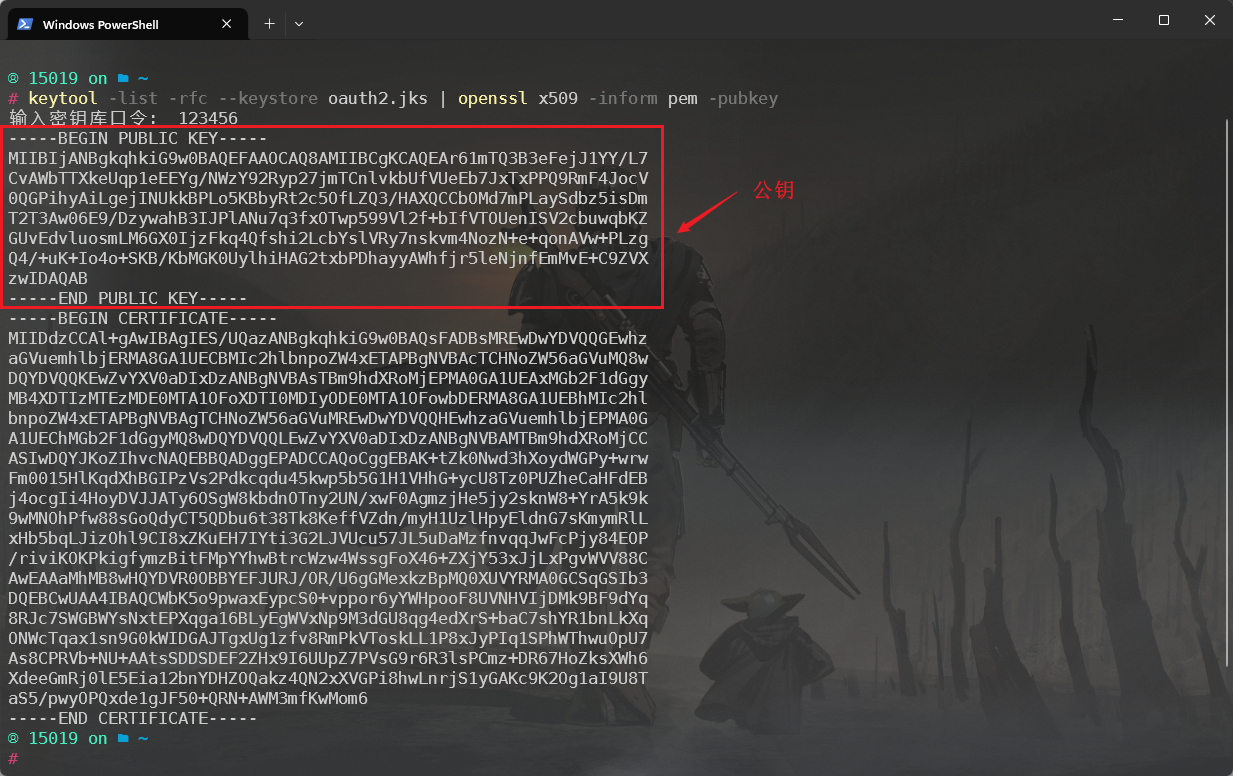 Windows PowerShell
® 15019 on ~
# keytool -list -rfc --keystore oauth2.jks | openssl x509 -inform pem -pubkey
输入密钥库口令: 123456
-----BEGIN PUBLIC KEY-----
MIIBIjANBgkqhkiG9w0BAQEFAAOCAQ8AMIIBCgKCAQEAr61mTQ3B3eFejJ1YY/L7
CvAWbTTXkeUqp1eEEYg/NWzY92Ryp27jmTCnlvkbUfVUeEb7JxTxPPQ9RmF4JocV
0QGPihyAiLgejINUkkBPLo5KBbyRt2c5OfLZQ3/HAXQCCbOMd7mPLaySdbz5isDm
T2T3Aw06E9/DzywahB3IJPlANu7q3fxOTwp599Vl2f+bIfVTOUenISV2cbuwqbKZ
GUvEdvluosmLM6GX0IjzFkq4Qfshi2LcbYslVRy7nskvm4NozN+e+qonAVw+PLzg
Q4/+uK+Io4o+SKB/KbMGK0UylhiHAG2txbPDhayyAWhfjr5leNjnfEmMvE+C9ZVX
zwIDAQAB
-----END PUBLIC KEY-----
公钥
-----BEGIN CERTIFICATE-----
MIIDdzCCAl+gAwIBAgIES/UQazANBgkqhkiG9w0BAQsFADBsMREwDwYDVQQGEwhz
aGVuemhlbjERMA8GA1UECBMIc2hlbnpoZW4xETAPBgNVBAcTCHNoZW56aGVuMQ8w
DQYDVQQKEwZvYXV0aDIxDzANBgNVBAsTBm9hdXRoMjEPMA0GA1UEAxMGb2F1dGgy
MB4XDTIzMTEzMDE0MTA1OFoXDTI0MDIyODE0MTA1OFowbDERMA8GA1UEBhMIc2hl
bnpoZW4xETAPBgNVBAgTCHNoZW56aGVuMREwDwYDVQQHEwhzaGVuemhlbjEPMA0G
A1UEChMGb2F1dGgyMQ8wDQYDVQQLEwZvYXV0aDIxDzANBgNVBAMTBm9hdXRoMjCC
ASIwDQYJKoZIhvcNAQEBBQADggEPADCCAQoCggEBAK+tZk0Nwd3hXoydWGPy+wrw
Fm0015HlKqdXhBGIPzVs2Pdkcqdu45kwp5b5G1H1VHhG+ycU8Tz0PUZheCaHFdEB
j4ocgIi4HoyDVJJATy6OSgW8kbdnOTny2UN/xwF0AgmzjHe5jy2sknW8+YrA5k9k
9wMNOhPfw88sGoQdyCT5QDbu6t38Tk8KeffVZdn/myH1UzlHpyEldnG7sKmymRlL
xHb5bqLJizOhl9CI8xZKuEH7IYti3G2LJVUcu57JL5uDaMzfnvqqJwFcPjy84EOP
/riviKOKPkigfymzBitFMpYYhwBtrcWzw4WssgFoX46+ZXjY53xJjLxPgvWVV88C
AwEAAaMhMB8wHQYDVR0OBBYEFJURJ/OR/U6gGMexkzBpMQ0XUVYRMA0GCSqGSIb3
DQEBCwUAA4IBAQCWbK5o9pwaxEypcS0+vppor6yYWHpooF8UVNHVIjDMk9BF9dYq
8RJc7SWGBWYsNxtEPXqga16BLyEgWVxNp9M3dGU8qg4edXrS+baC7shYR1bnLkXq
ONWcTqax1sn9G0kWIDGAJTgxUg1zfv8RmPkVToskLL1P8xJyPIq1SPhWThwuOpU7
As8CPRVb+NU+AAtsSDDSDEF2ZHx9I6UUpZ7PVsG9r6R3lsPCmz+DR67HoZksXWh6
XdeeGmRj0lE5Eia12bnYDHZOQakz4QN2xXVGPi8hwLnrjS1yGAKc9K2Og1aI9U8T
aS5/pwyOPQxde1gJF50+QRN+AWM3mfKwMom6
-----END CERTIFICATE-----
® 15019 on ~
#